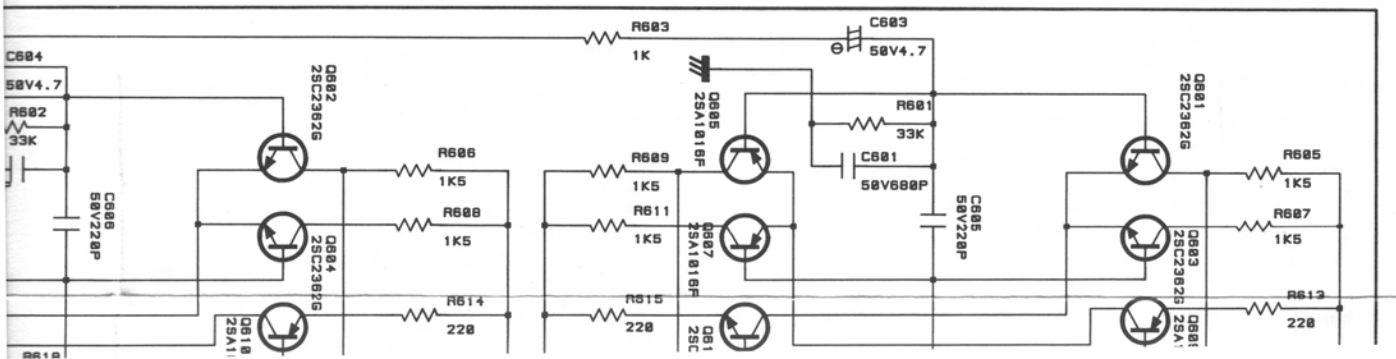 C604
50V4.7
R602
33K
C606
50V220P
Q602
2SC2362G
R606
1K5
R608
1K5
Q604
2SC2362G
R614
220
Q610
R603
1K
C603
⊖
50V4.7
Q605
2SA1016F
R601
33K
C601
50V680P
R609
1K5
R611
1K5
Q607
2SA1016F
C605
50V220P
R615
220
Q601
2SC2362G
R605
1K5
R607
1K5
Q603
2SC2362G
R613
220